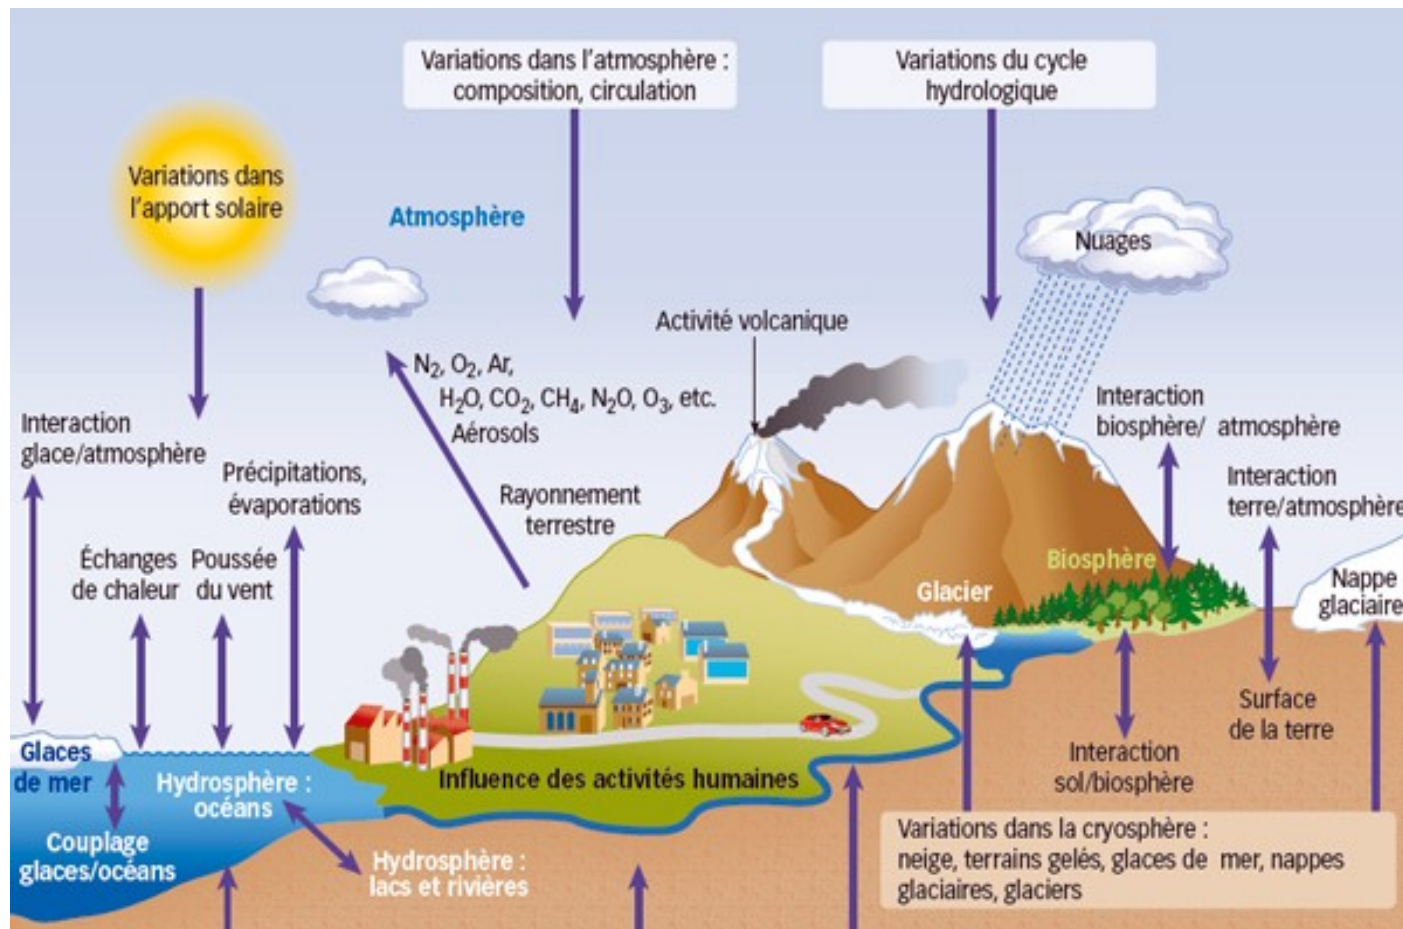 Variations dans l'atmosphère :
composition, circulation
Variations du cycle
hydrologique
Variations dans
l'apport solaire
Atmosphère
Nuages
Activité volcanique
N2, O2, Ar,
H2O, CO2, CH4, N2O, O3, etc.
Aérosols
Interaction
glace/atmosphère
Précipitations,
évaporations
Rayonnement
terrestre
Interaction
biosphère/ atmosphère
Interaction
terre/atmosphère
Échanges
de chaleur
Poussée
du vent
Biosphère
Glacier
Nappe
glaciaire
Surface
de la terre
Glaces
de mer
Hydrosphère :
océans
Influence des activités humaines
Interaction
sol/biosphère
Couplage
glaces/océans
Hydrosphère :
lacs et rivières
Variations dans la cryosphère :
neige, terrains gelés, glaces de mer, nappes
glaciaires, glaciers